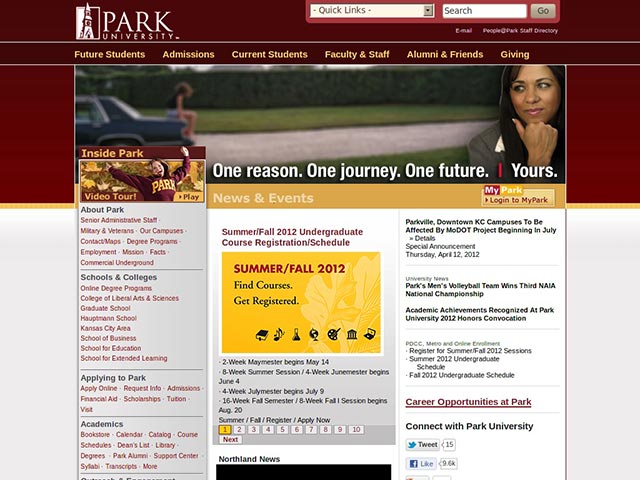 PARK
UNIVERSITY
- Quick Links -
Search
Go
E-mail
People@Park Staff Directory
Future Students
Admissions
Current Students
Faculty & Staff
Alumni & Friends
Giving
One reason. One journey. One future. | Yours.
Inside Park
PARK
Video Tour!
Play
News & Events
My Park
Login to MyPark
About Park
Senior Administrative Staff ·
Military & Veterans · Our Campuses ·
Contact/Maps · Degree Programs ·
Employment · Mission · Facts ·
Commercial Underground
Schools & Colleges
Online Degree Programs
College of Liberal Arts & Sciences
Graduate School
Hauptmann School
Kansas City Area
School of Business
School for Education
School for Extended Learning
Applying to Park
Apply Online · Request Info · Admissions ·
Financial Aid · Scholarships · Tuition ·
Visit
Academics
Bookstore · Calendar · Catalog · Course
Schedules · Dean's List · Library ·
Degrees · Park Alumni · Support Center ·
Syllabi · Transcripts · More
Summer/Fall 2012 Undergraduate
Course Registration/Schedule
SUMMER/FALL 2012
Find Courses.
Get Registered.
· 2-Week Maymester begins May 14
· 8-Week Summer Session / 4-Week Junemester begins
June 4
· 4-Week Julymester begins July 9
· 16-Week Fall Semester / 8-Week Fall I Session begins
Aug. 20
Summer / Fall / Register / Apply Now
1 2 3 4 5 6 7 8 9 10
Next
Northland News
Parkville, Downtown KC Campuses To Be
Affected By MoDOT Project Beginning In July
» Details
Special Announcement
Thursday, April 12, 2012
University News
Park's Men's Volleyball Team Wins Third NAIA
National Championship
Academic Achievements Recognized At Park
University 2012 Honors Convocation
PDCC, Metro and Online Enrollment
· Register for Summer/Fall 2012 Sessions
· Summer 2012 Undergraduate
Schedule
· Fall 2012 Undergraduate Schedule
Career Opportunities at Park
Connect with Park University
Tweet
15
Like
9.6k